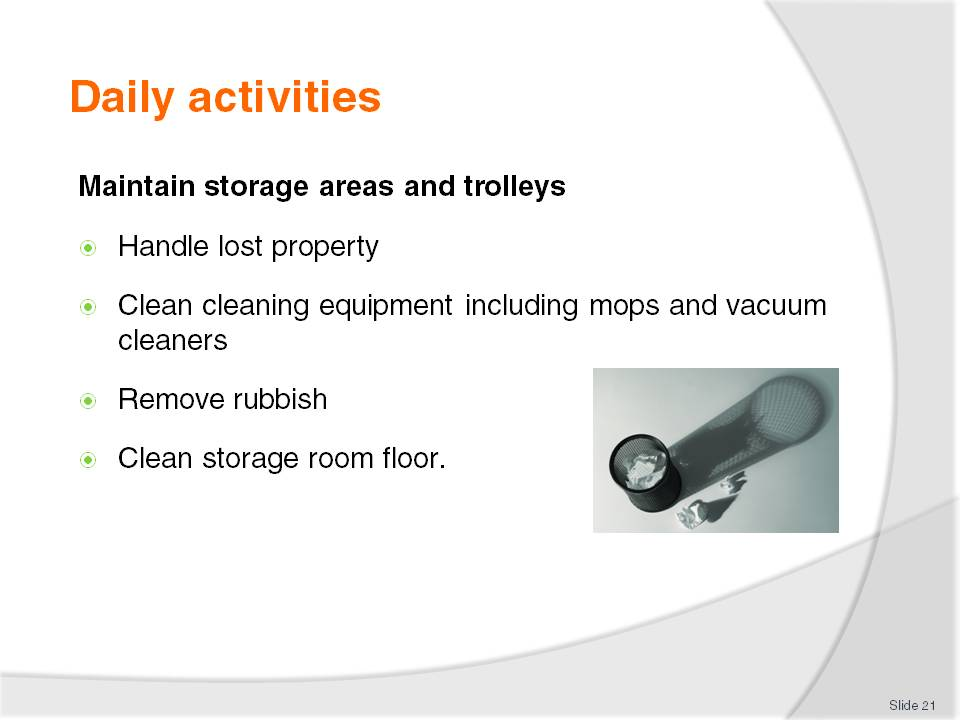 Daily activities
Maintain storage areas and trolleys
Handle lost property
Clean cleaning equipment including mops and vacuum
cleaners
Remove rubbish
Clean storage room floor.
Slide 21